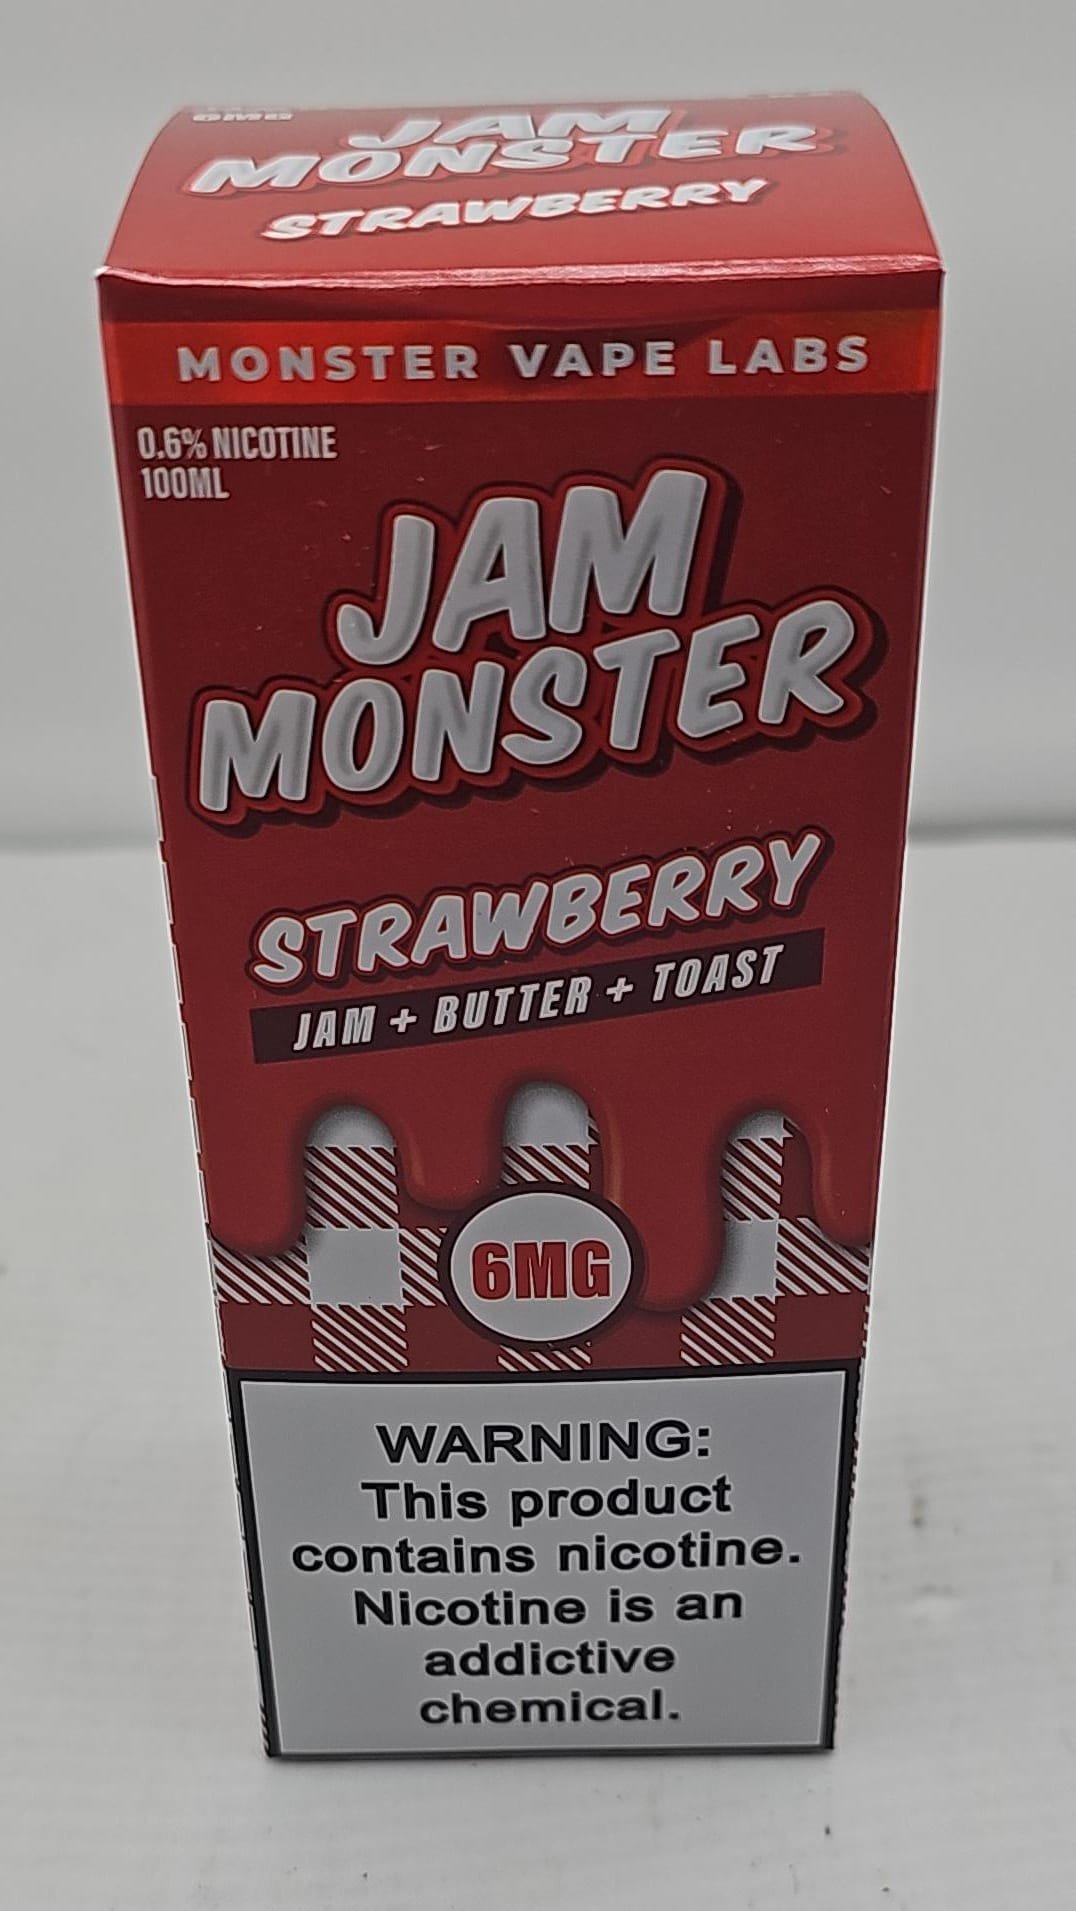 6MG
JAM
MONSTER
STRAWBERRY
MONSTER VAPE LABS
0.6% NICOTINE
100ML
JAM
MONSTER
STRAWBERRY
JAM + BUTTER + TOAST
6MG
WARNING:
This product
contains nicotine.
Nicotine is an
addictive
chemical.